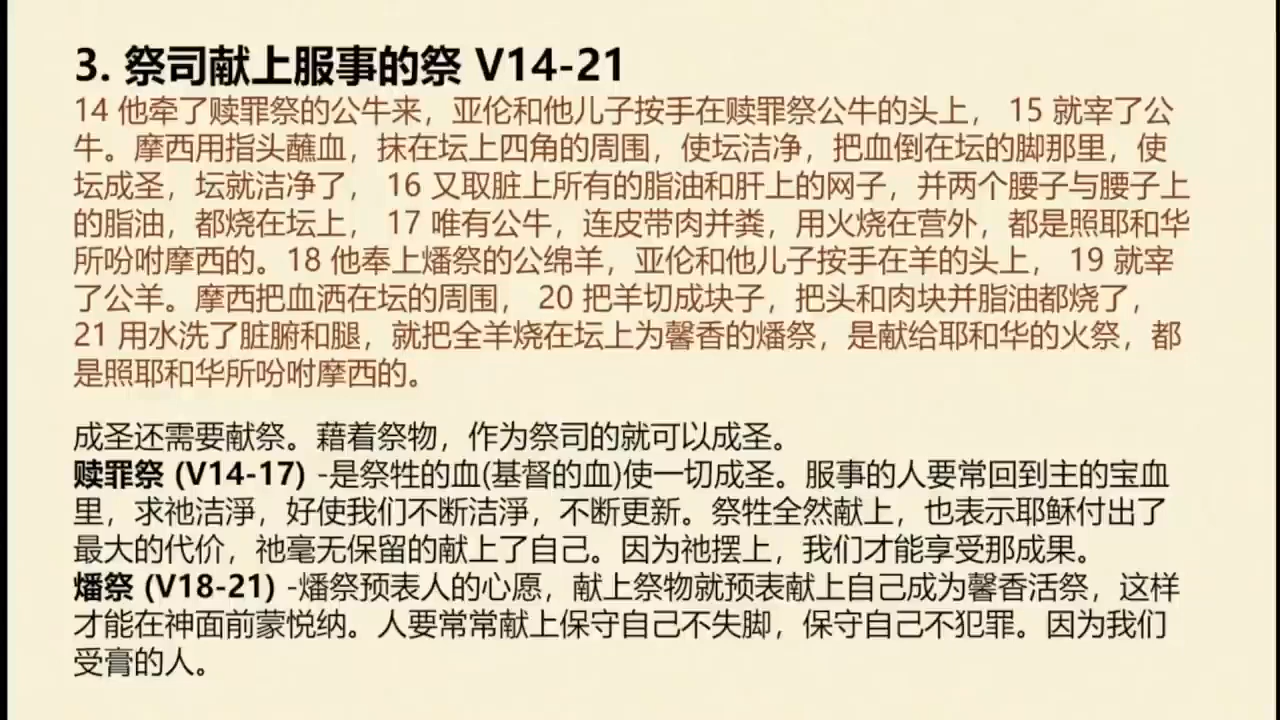 3. 祭司献上服事的祭 V14-21
14 他牵了赎罪祭的公牛来，亚伦和他儿子按手在赎罪祭公牛的头上， 15 就宰了公
牛。摩西用指头蘸血，抹在坛上四角的周围，使坛洁净，把血倒在坛的脚那里，使
坛成圣，坛就洁净了， 16 又取脏上所有的脂油和肝上的网子，并两个腰子与腰子上
的脂油，都烧在坛上， 17 唯有公牛，连皮带肉并粪，用火烧在营外，都是照耶和华
所吩咐摩西的。18 他奉上燔祭的公绵羊，亚伦和他儿子按手在羊的头上， 19 就宰
了公羊。摩西把血洒在坛的周围， 20 把羊切成块子，把头和肉块并脂油都烧了，
21 用水洗了脏腑和腿，就把全羊烧在坛上为馨香的燔祭，是献给耶和华的火祭，都
是照耶和华所吩咐摩西的。
成圣还需要献祭。藉着祭物，作为祭司的就可以成圣。
赎罪祭 (V14-17) -是祭牲的血(基督的血)使一切成圣。服事的人要常回到主的宝血
里，求祂洁淨，好使我们不断洁淨，不断更新。祭牲全然献上，也表示耶稣付出了
最大的代价，祂毫无保留的献上了自己。因为祂摆上，我们才能享受那成果。
燔祭 (V18-21) -燔祭预表人的心愿，献上祭物就预表献上自己成为馨香活祭，这样
才能在神面前蒙悦纳。人要常常献上保守自己不失脚，保守自己不犯罪。因为我们
受膏的人。